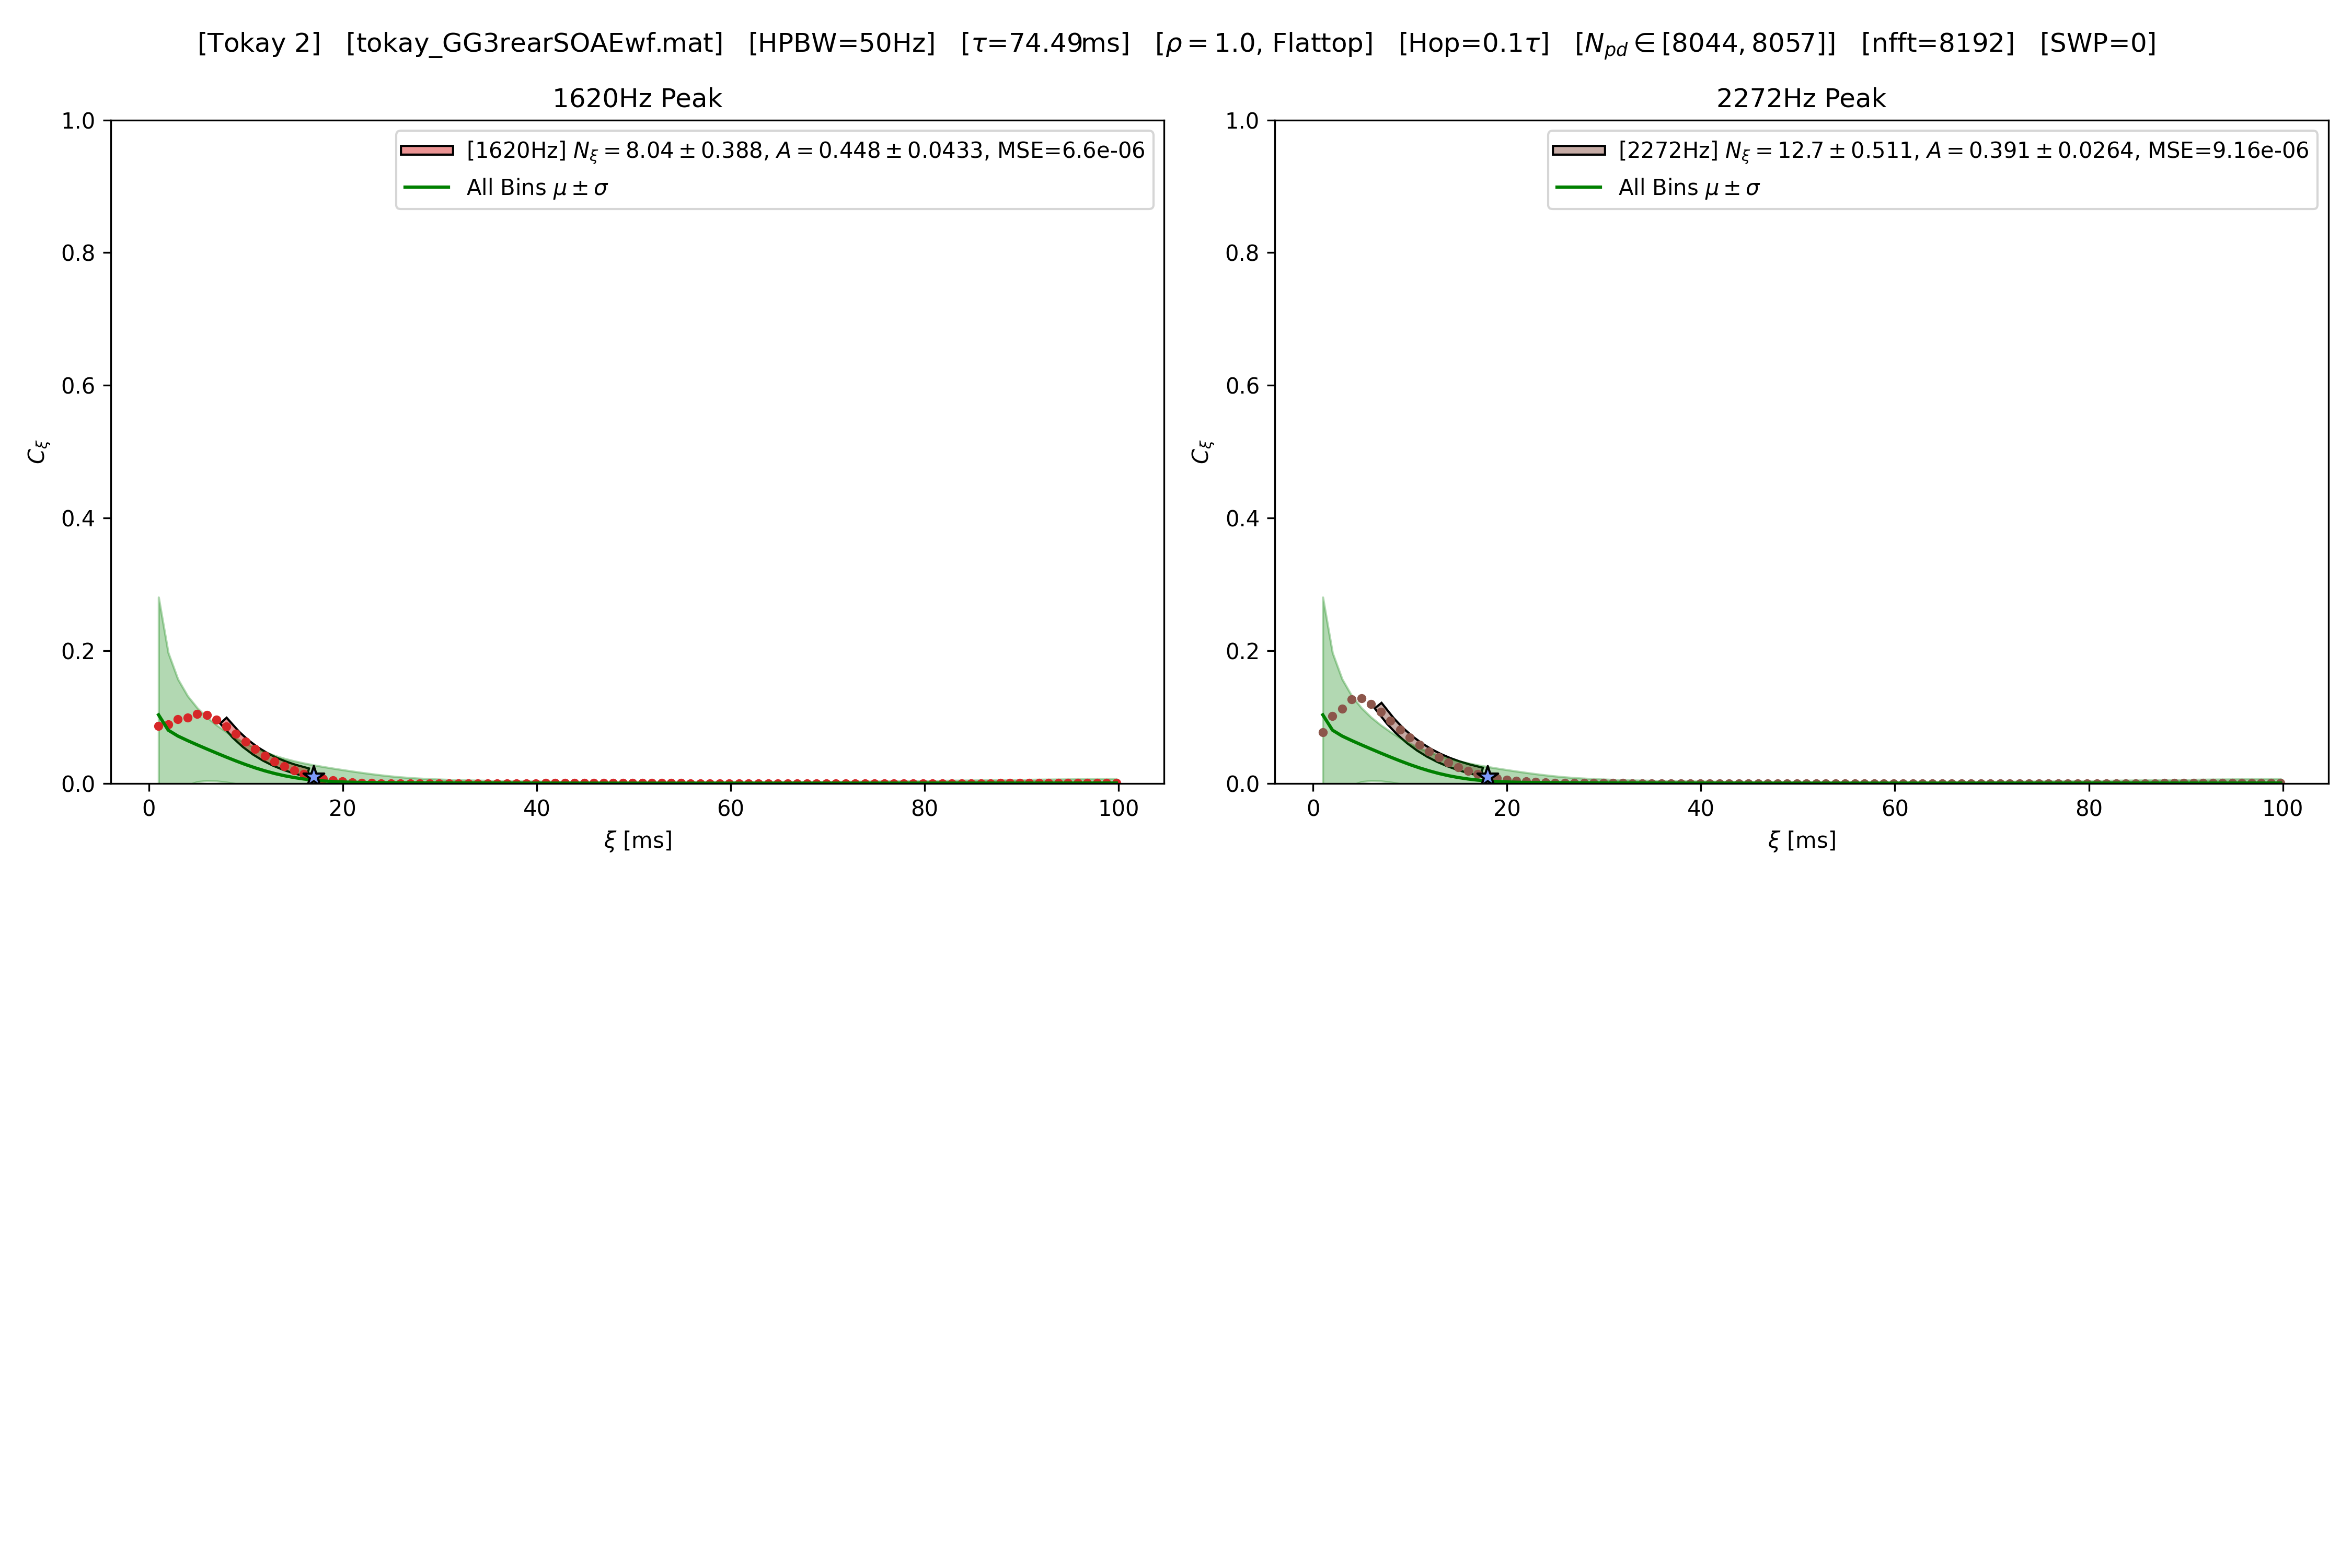 [Tokay 2] [tokay_GG3rearSOAEwf.mat] [HPBW=50Hz] [τ=74.49ms] [ρ = 1.0, Flattop] [Hop=0.1τ] [N_pd ∈ [8044, 8057]] [nfft=8192] [SWP=0]
1620Hz Peak
[1620Hz] N_ξ = 8.04 ± 0.388, A = 0.448 ± 0.0433, MSE=6.6e-06
All Bins μ ± σ
1.0
0.8
0.6
0.4
0.2
0.0
C_ξ
0 20 40 60 80 100
ξ [ms]
2272Hz Peak
[2272Hz] N_ξ = 12.7 ± 0.511, A = 0.391 ± 0.0264, MSE=9.16e-06
All Bins μ ± σ
1.0
0.8
0.6
0.4
0.2
0.0
C_ξ
0 20 40 60 80 100
ξ [ms]